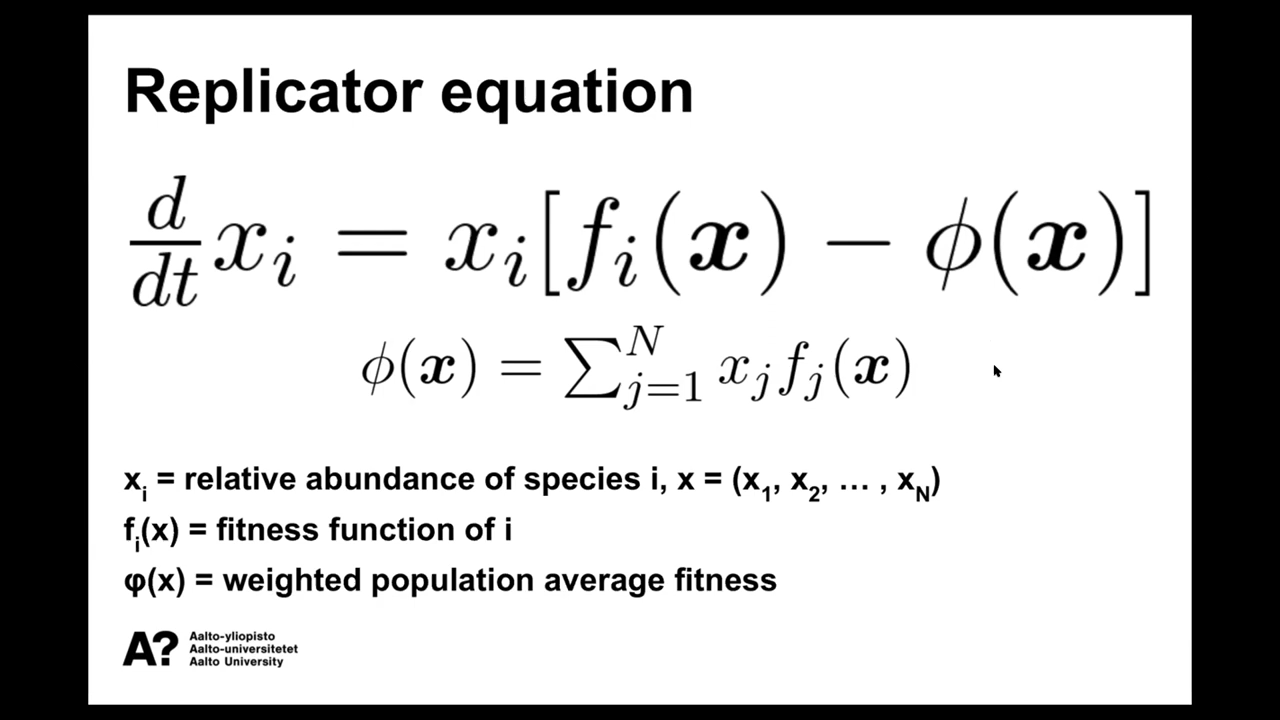 Replicator equation
d/dt x_i = x_i[f_i(𝒙) − ϕ(𝒙)]
ϕ(𝒙) = ∑_{j=1}^{N} x_j f_j(𝒙)
x_i = relative abundance of species i, x = (x_1, x_2, … , x_N)
f_i(x) = fitness function of i
φ(x) = weighted population average fitness
A?
Aalto-yliopisto
Aalto-universitetet
Aalto University